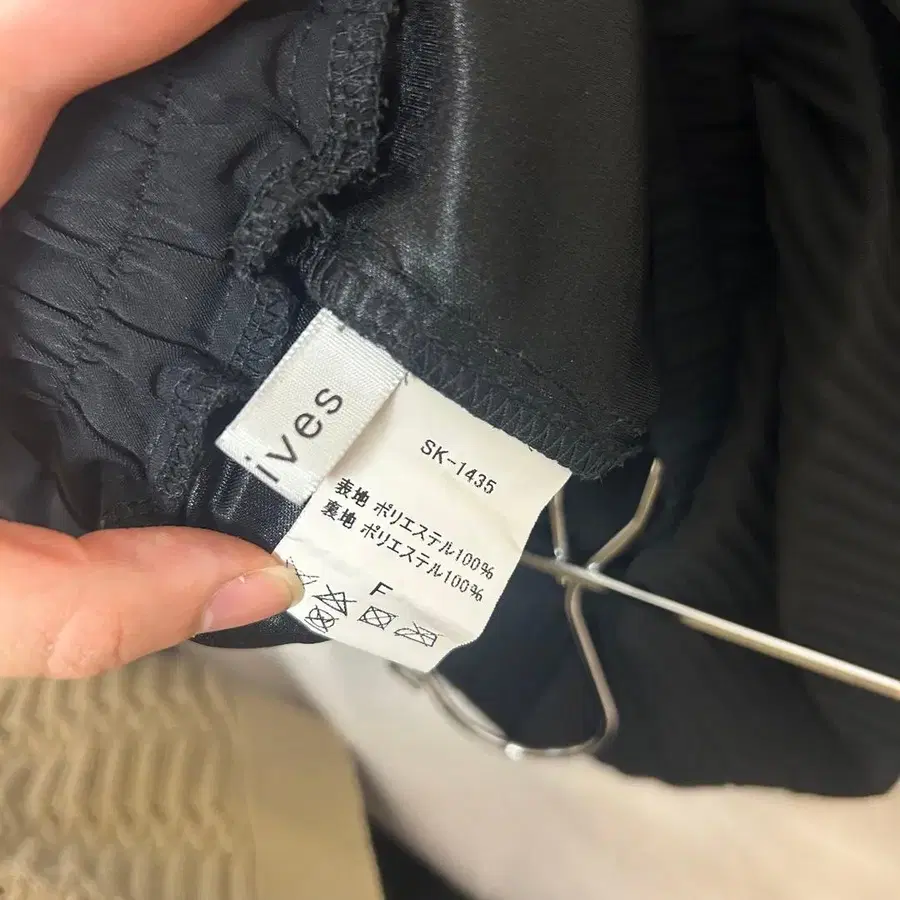 ives
SK-1435
表地 ポリエステル100%
裏地 ポリエステル100%
F